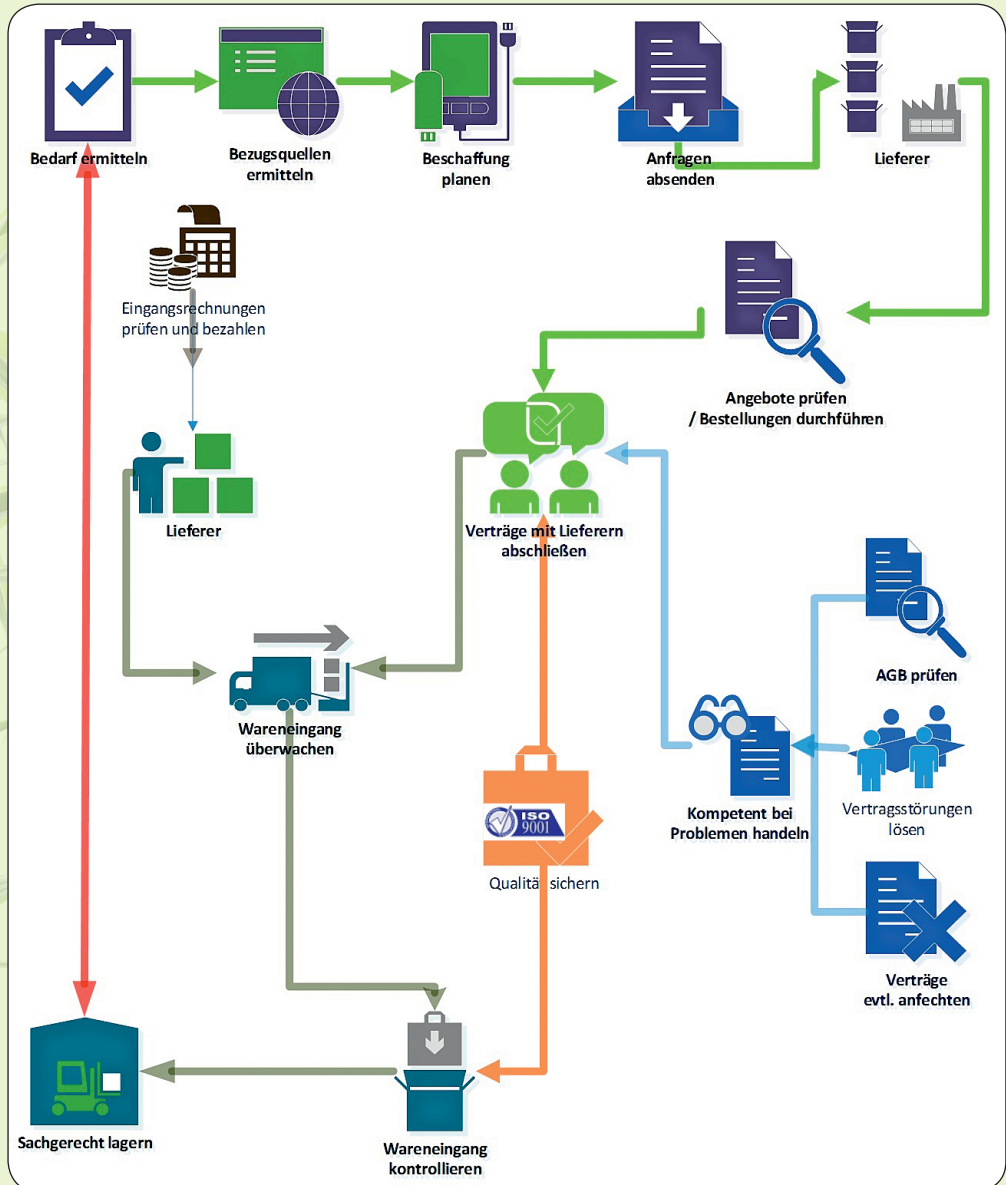 Bedarf ermitteln
Bezugsquellen
ermitteln
Beschaffung
planen
Anfragen
absenden
Lieferer
Eingangsrechnungen
prüfen und bezahlen
Angebote prüfen
/ Bestellungen durchführen
Lieferer
Verträge mit Lieferern
abschließen
AGB prüfen
Wareneingang
überwachen
Kompetent bei
Problemen handeln
Vertragsstörungen
lösen
ISO
9001
Qualität sichern
Verträge
evtl. anfechten
Sachgerecht lagern
Wareneingang
kontrollieren